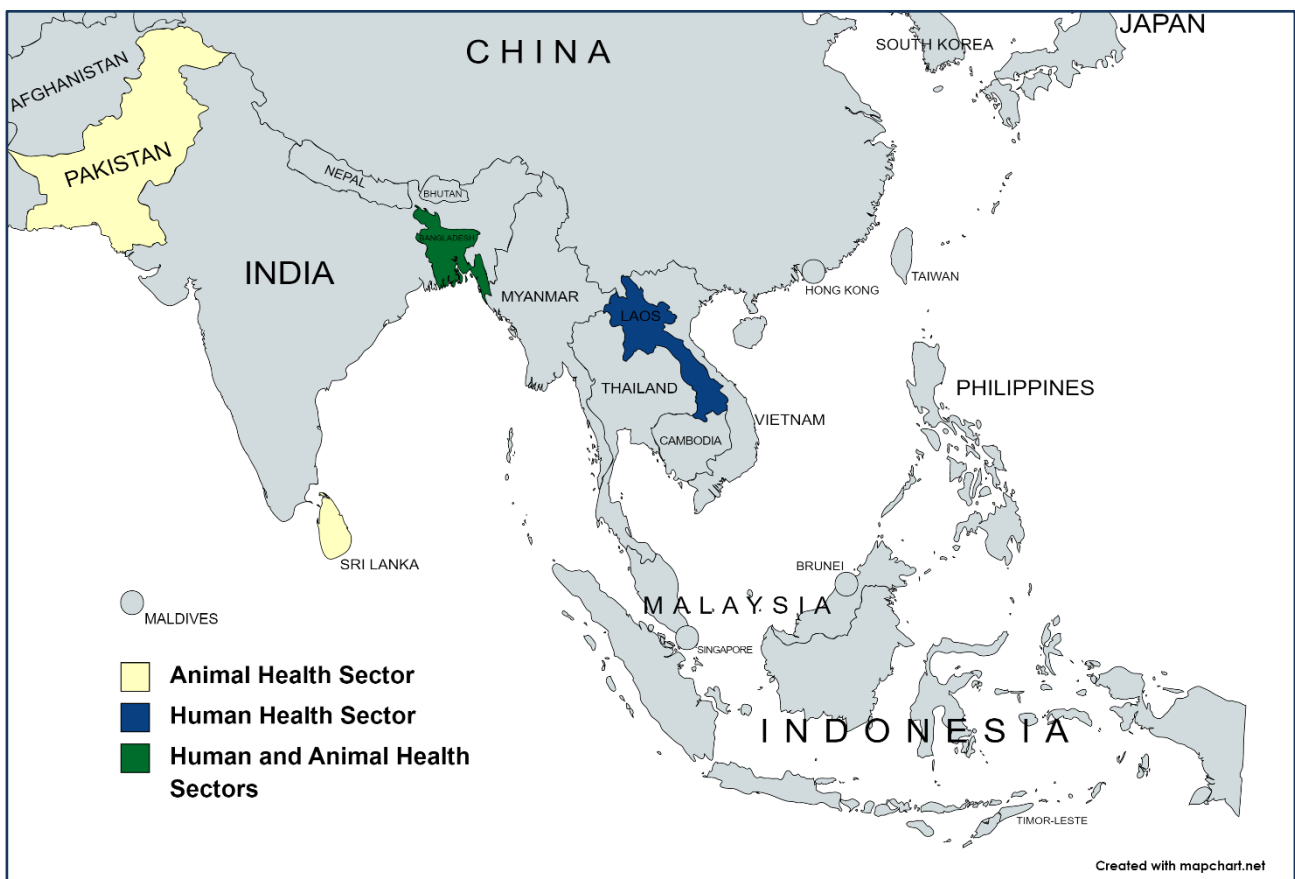 JAPAN
CHINA
SOUTH KOREA
AFGHANISTAN
PAKISTAN
NEPAL
BHUTAN
BANGLADESH
INDIA
HONG KONG
TAIWAN
MYANMAR
LAOS
THAILAND
PHILIPPINES
VIETNAM
CAMBODIA
SRI LANKA
BRUNEI
MALAYSIA
MALDIVES
SINGAPORE
Animal Health Sector
Human Health Sector
INDONESIA
Human and Animal Health
Sectors
TIMOR-LESTE
Created with mapchart.net